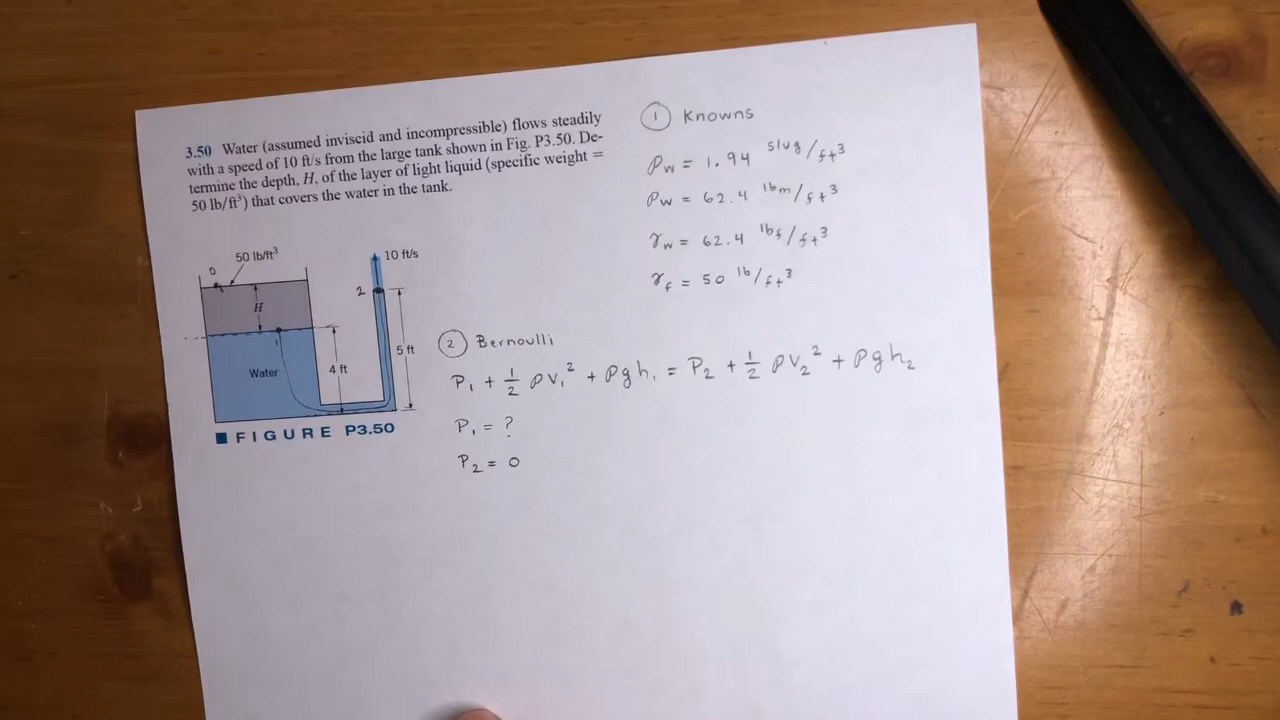 3.50 Water (assumed inviscid and incompressible) flows steadily
with a speed of 10 ft/s from the large tank shown in Fig. P3.50. De-
termine the depth, H, of the layer of light liquid (specific weight =
50 lb/ft³) that covers the water in the tank.
0
50 lb/ft³
10 ft/s
2
H
1
5 ft
4 ft
Water
FIGURE P3.50
① Knowns
ρw = 1.94 slug/ft³
ρw = 62.4 lbm/ft³
γw = 62.4 lbf/ft³
γf = 50 lb/ft³
② Bernoulli
P₁ + 1/2 ρV₁² + ρgh₁ = P₂ + 1/2 ρV₂² + ρgh₂
P₁ = ?
P₂ = 0